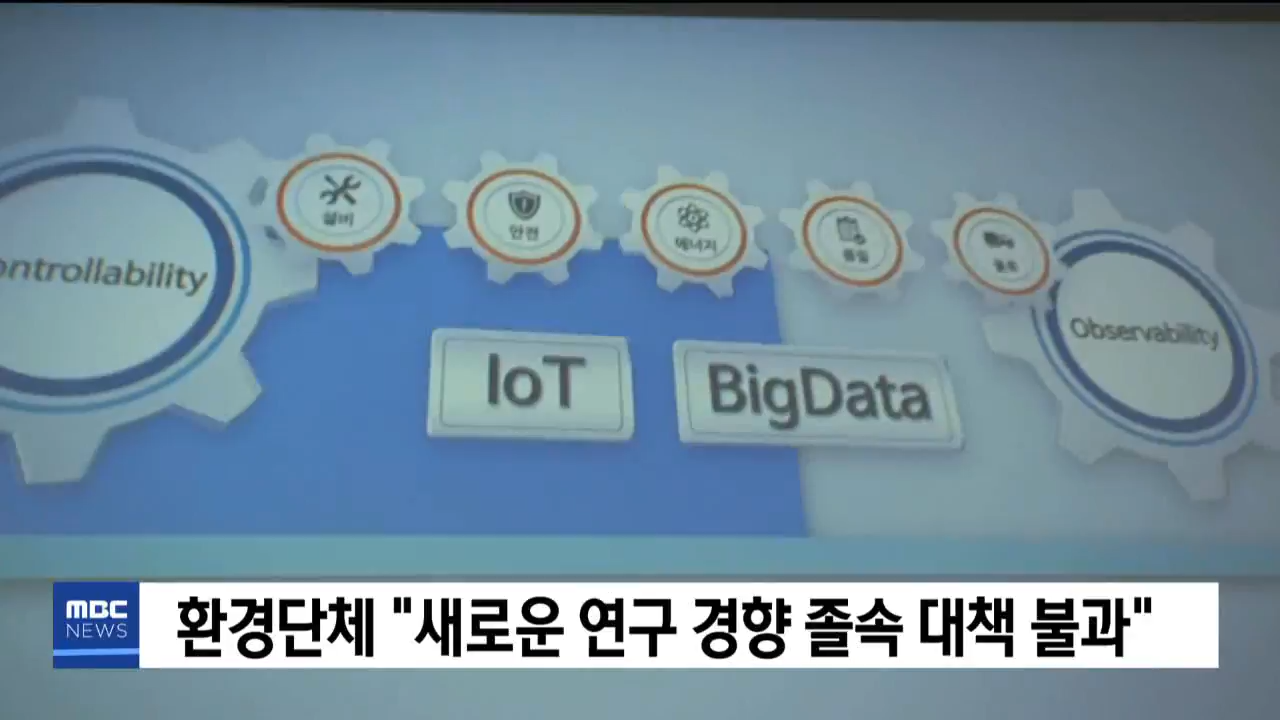 설비
안전
에너지
품질
물류
ontrollability
Observability
IoT
BigData
MBC
NEWS
환경단체 "새로운 연구 경향 졸속 대책 불과"